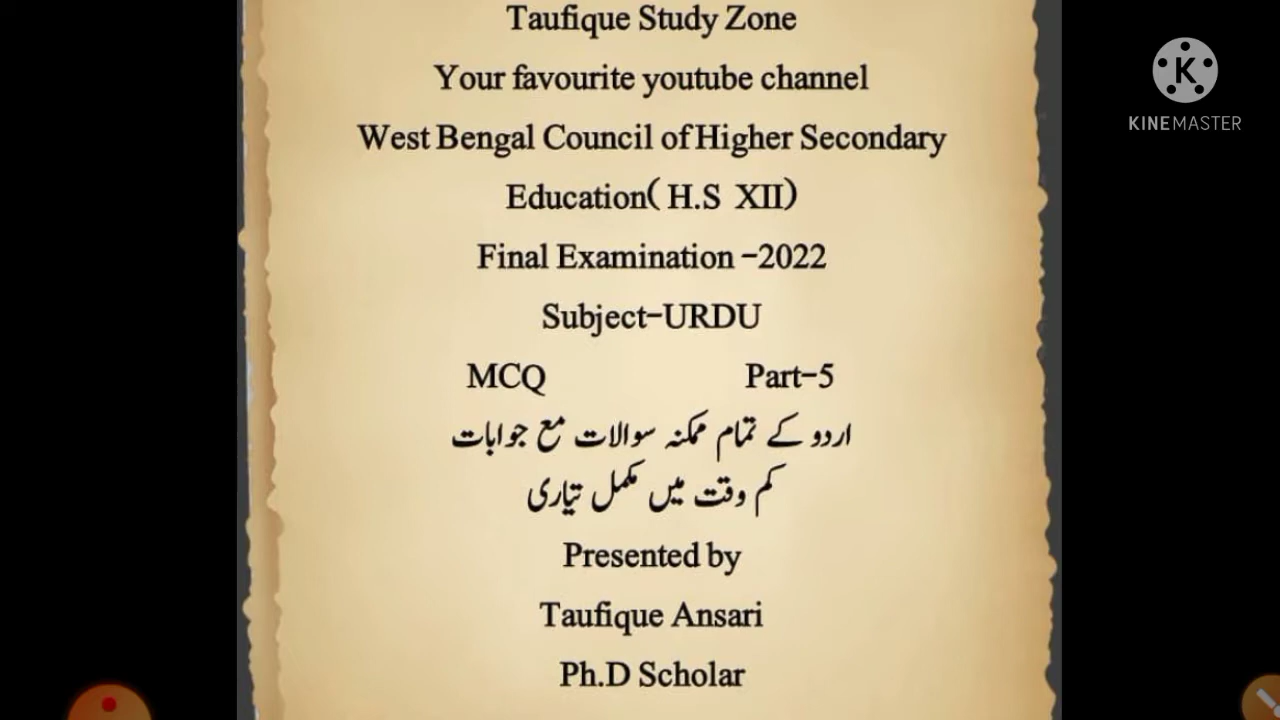 Taufique Study Zone
Your favourite youtube channel
West Bengal Council of Higher Secondary
Education( H.S XII)
Final Examination -2022
Subject-URDU
MCQ Part-5
اردو کے تمام ممکنہ سوالات مع جوابات
کم وقت میں مکمل تیاری
Presented by
Taufique Ansari
Ph.D Scholar
K
KINEMASTER